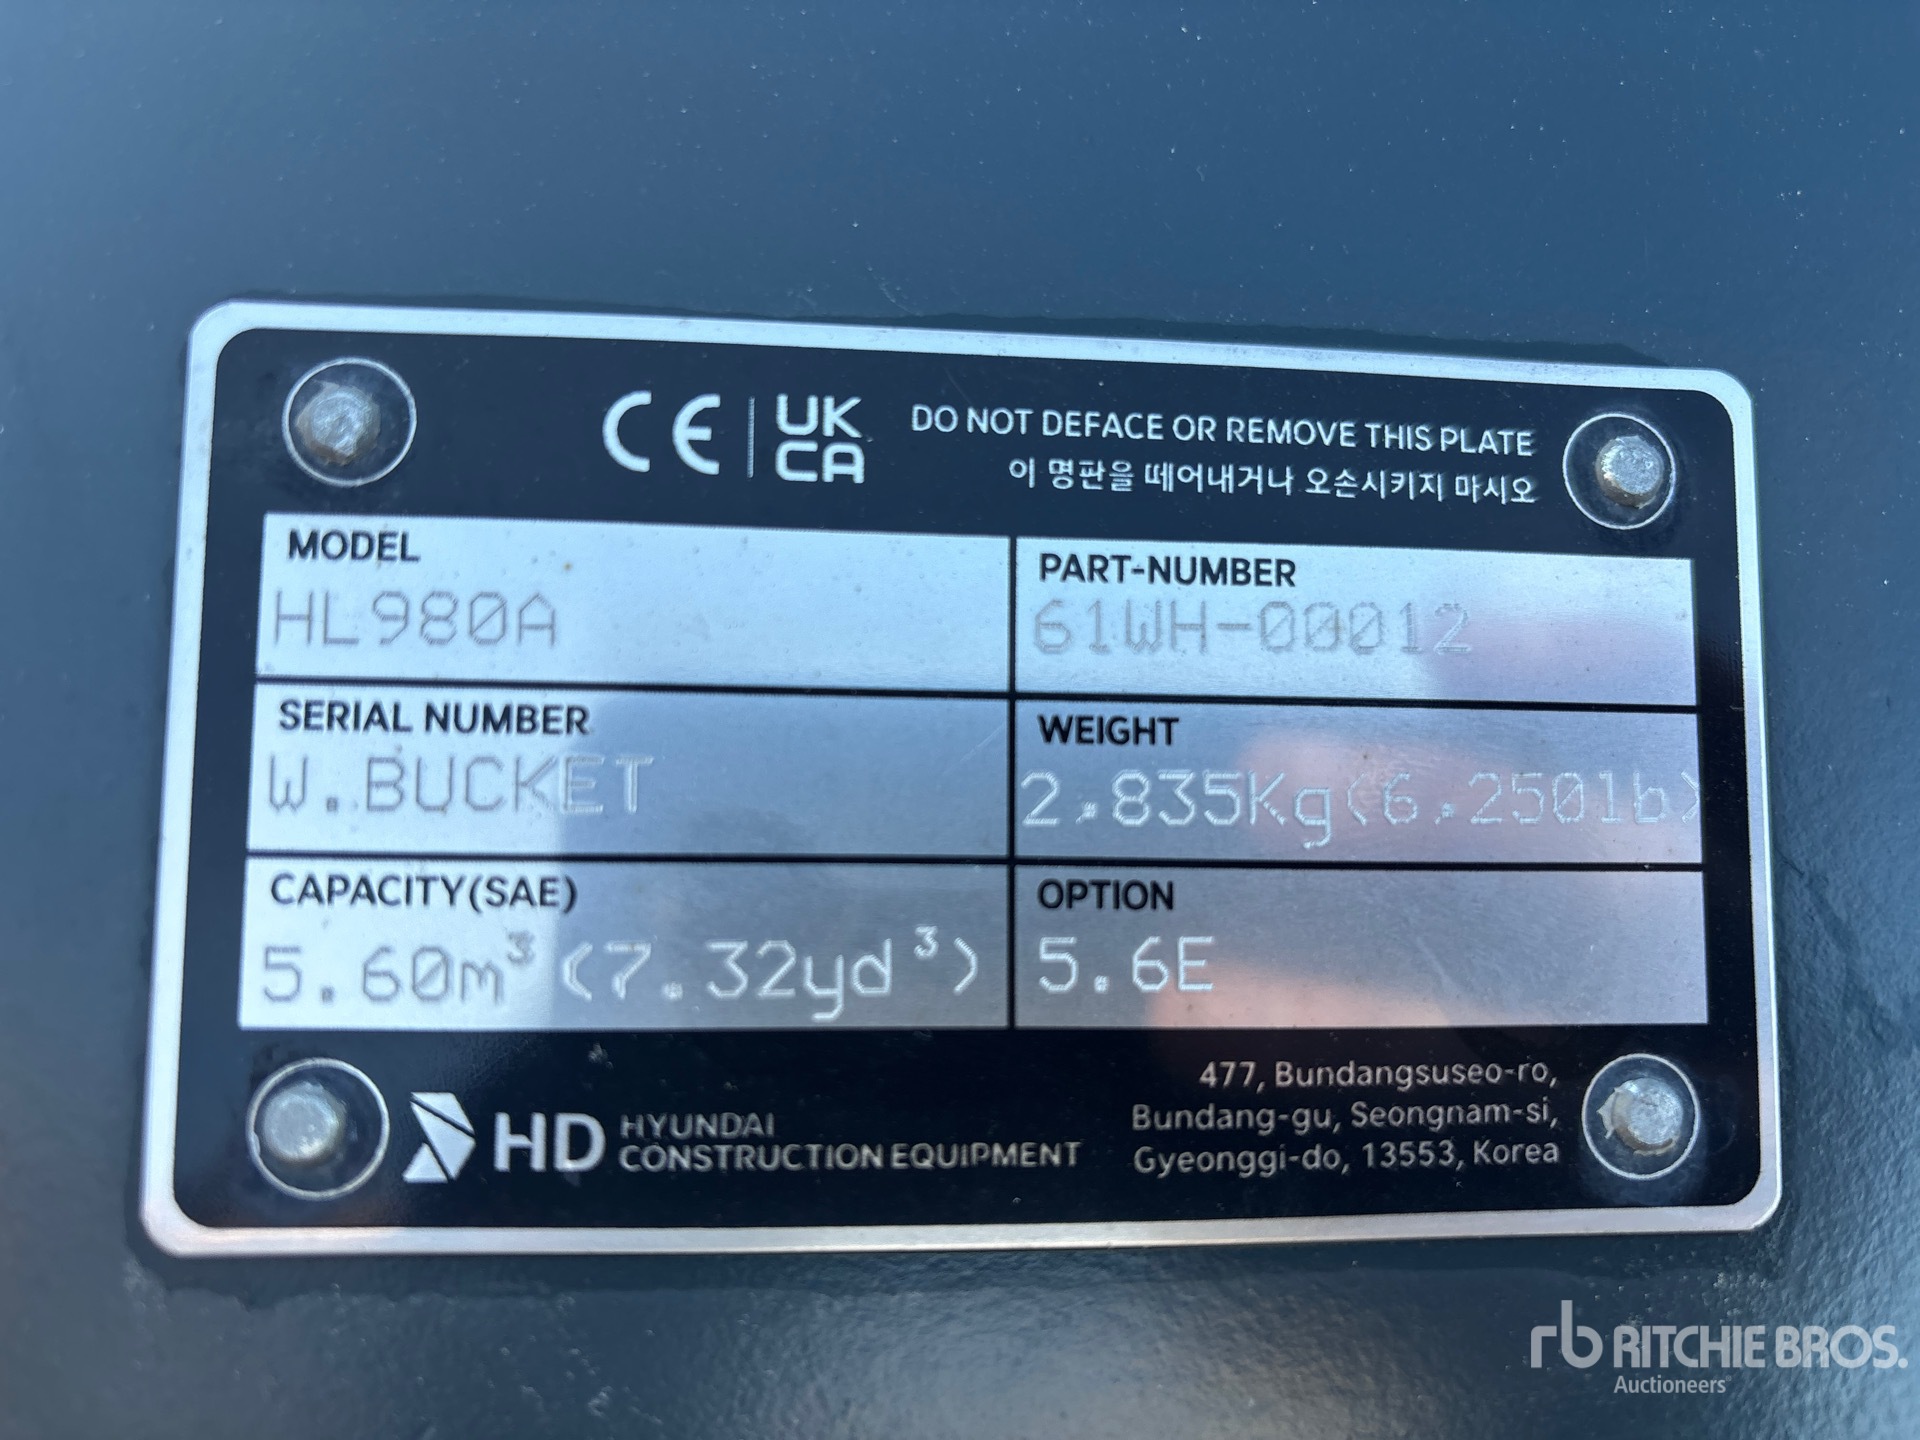 CE UK CA DO NOT DEFACE OR REMOVE THIS PLATE
이 명판을 떼어내거나 오손시키지 마시오
MODEL
HL980A
PART-NUMBER
61WH-00012
SERIAL NUMBER
W.BUCKET
WEIGHT
2,835Kg(6,250lb)
CAPACITY(SAE)
5.60m³(7.32yd³)
OPTION
5.6E
HD HYUNDAI
CONSTRUCTION EQUIPMENT
477, Bundangsuseo-ro,
Bundang-gu, Seongnam-si,
Gyeonggi-do, 13553, Korea
rb RITCHIE BROS.
Auctioneers